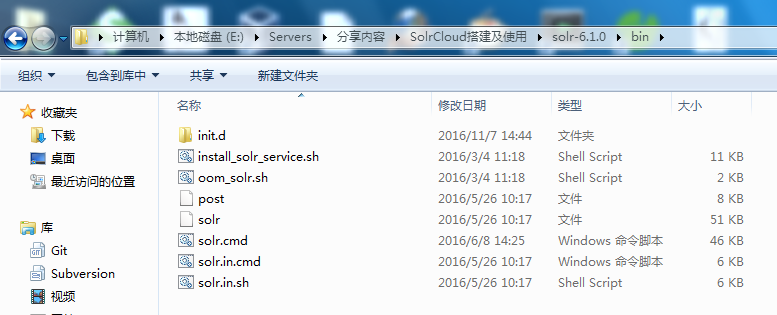 计算机 本地磁盘 (E:) Servers 分享内容 SolrCloud搭建及使用 solr-6.1.0 bin
组织 包含到库中 共享 新建文件夹
收藏夹
下载
桌面
最近访问的位置
库
Git
Subversion
视频
名称 修改日期 类型 大小
init.d 2016/11/7 14:44 文件夹
install_solr_service.sh 2016/3/4 11:18 Shell Script 11 KB
oom_solr.sh 2016/3/4 11:18 Shell Script 2 KB
post 2016/5/26 10:17 文件 8 KB
solr 2016/5/26 10:17 文件 51 KB
solr.cmd 2016/6/8 14:25 Windows 命令脚本 46 KB
solr.in.cmd 2016/5/26 10:17 Windows 命令脚本 6 KB
solr.in.sh 2016/5/26 10:17 Shell Script 6 KB